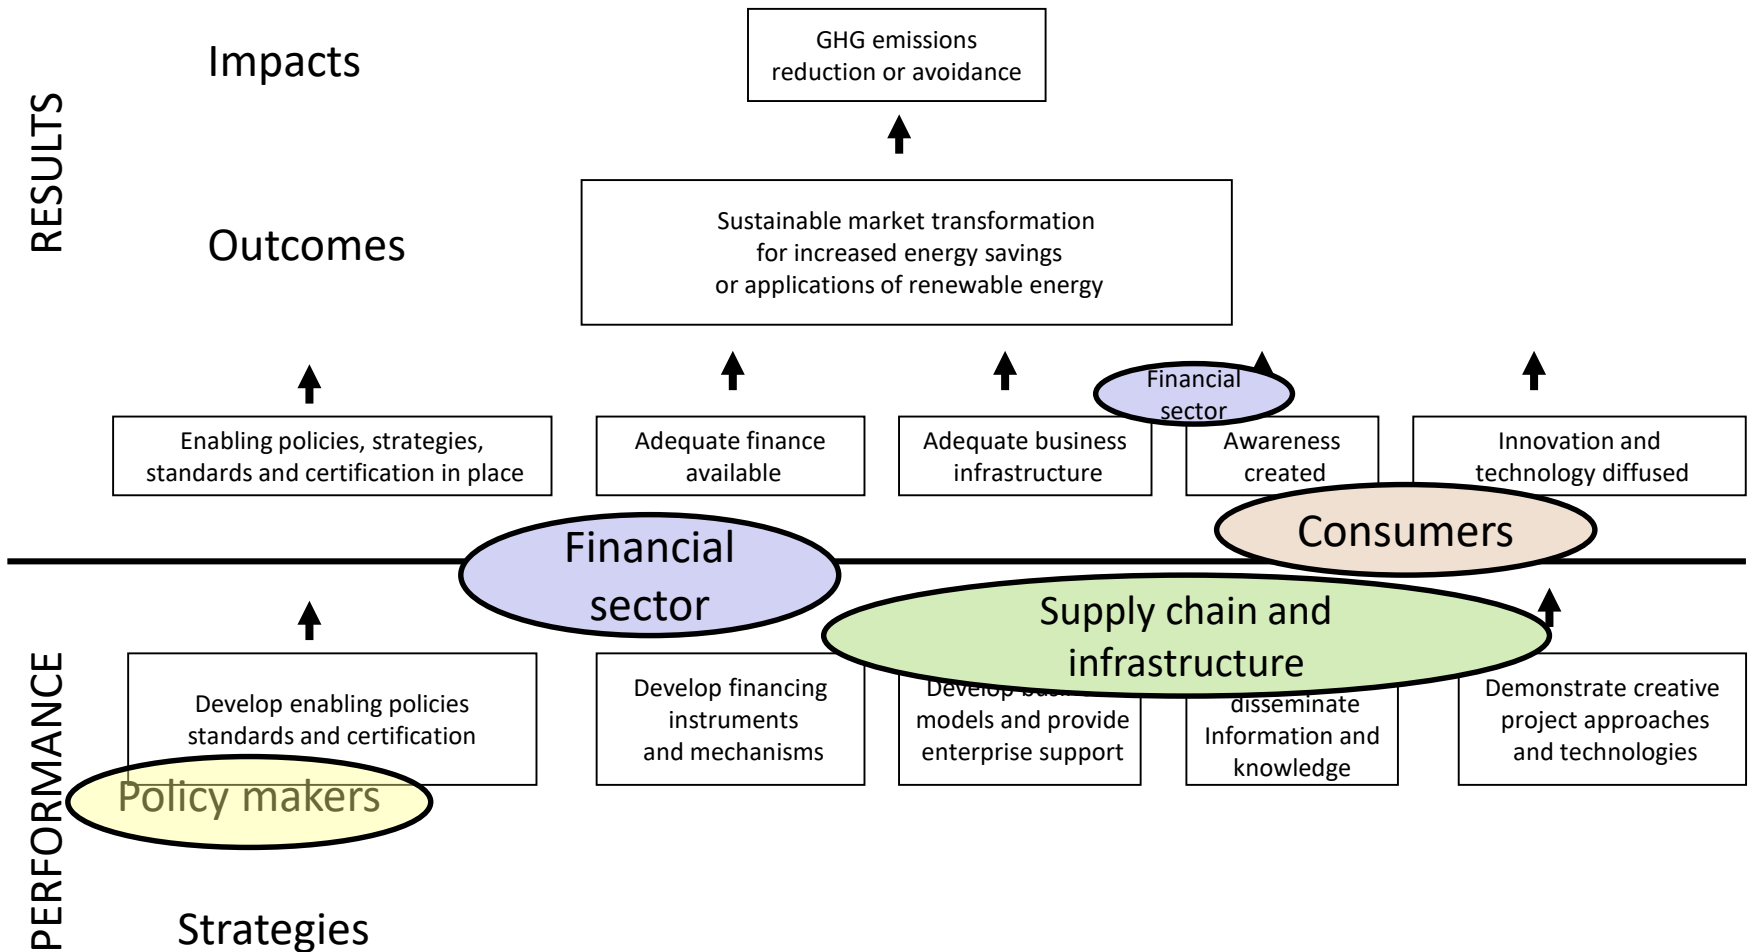 RESULTS
Impacts
GHG emissions
reduction or avoidance
Outcomes
Sustainable market transformation
for increased energy savings
or applications of renewable energy
Financial
sector
Enabling policies, strategies,
standards and certification in place
Adequate finance
available
Adequate business
infrastructure
Awareness
created
Innovation and
technology diffused
Financial
sector
Consumers
Supply chain and
infrastructure
PERFORMANCE
Develop enabling policies
standards and certification
Develop financing
instruments
and mechanisms
Develop
models and provide
enterprise support
disseminate
Information and
knowledge
Demonstrate creative
project approaches
and technologies
Policy makers
Strategies